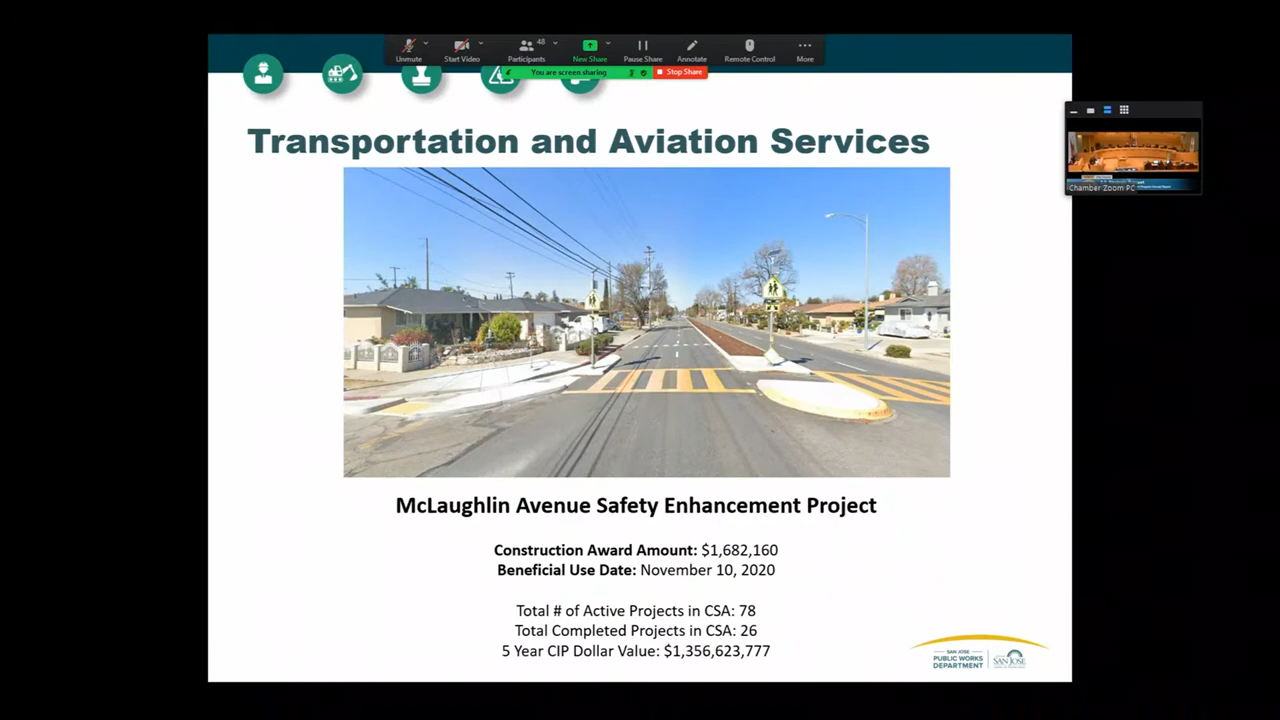 48
Unmute
Start Video
Participants
New Share
Pause Share
Annotate
Remote Control
More
You are screen sharing
Stop Share
Transportation and Aviation Services
Chamber Zoom PC
McLaughlin Avenue Safety Enhancement Project
Construction Award Amount: $1,682,160
Beneficial Use Date: November 10, 2020
Total # of Active Projects in CSA: 78
Total Completed Projects in CSA: 26
5 Year CIP Dollar Value: $1,356,623,777
SAN JOSE
PUBLIC WORKS
DEPARTMENT
SAN JOSE